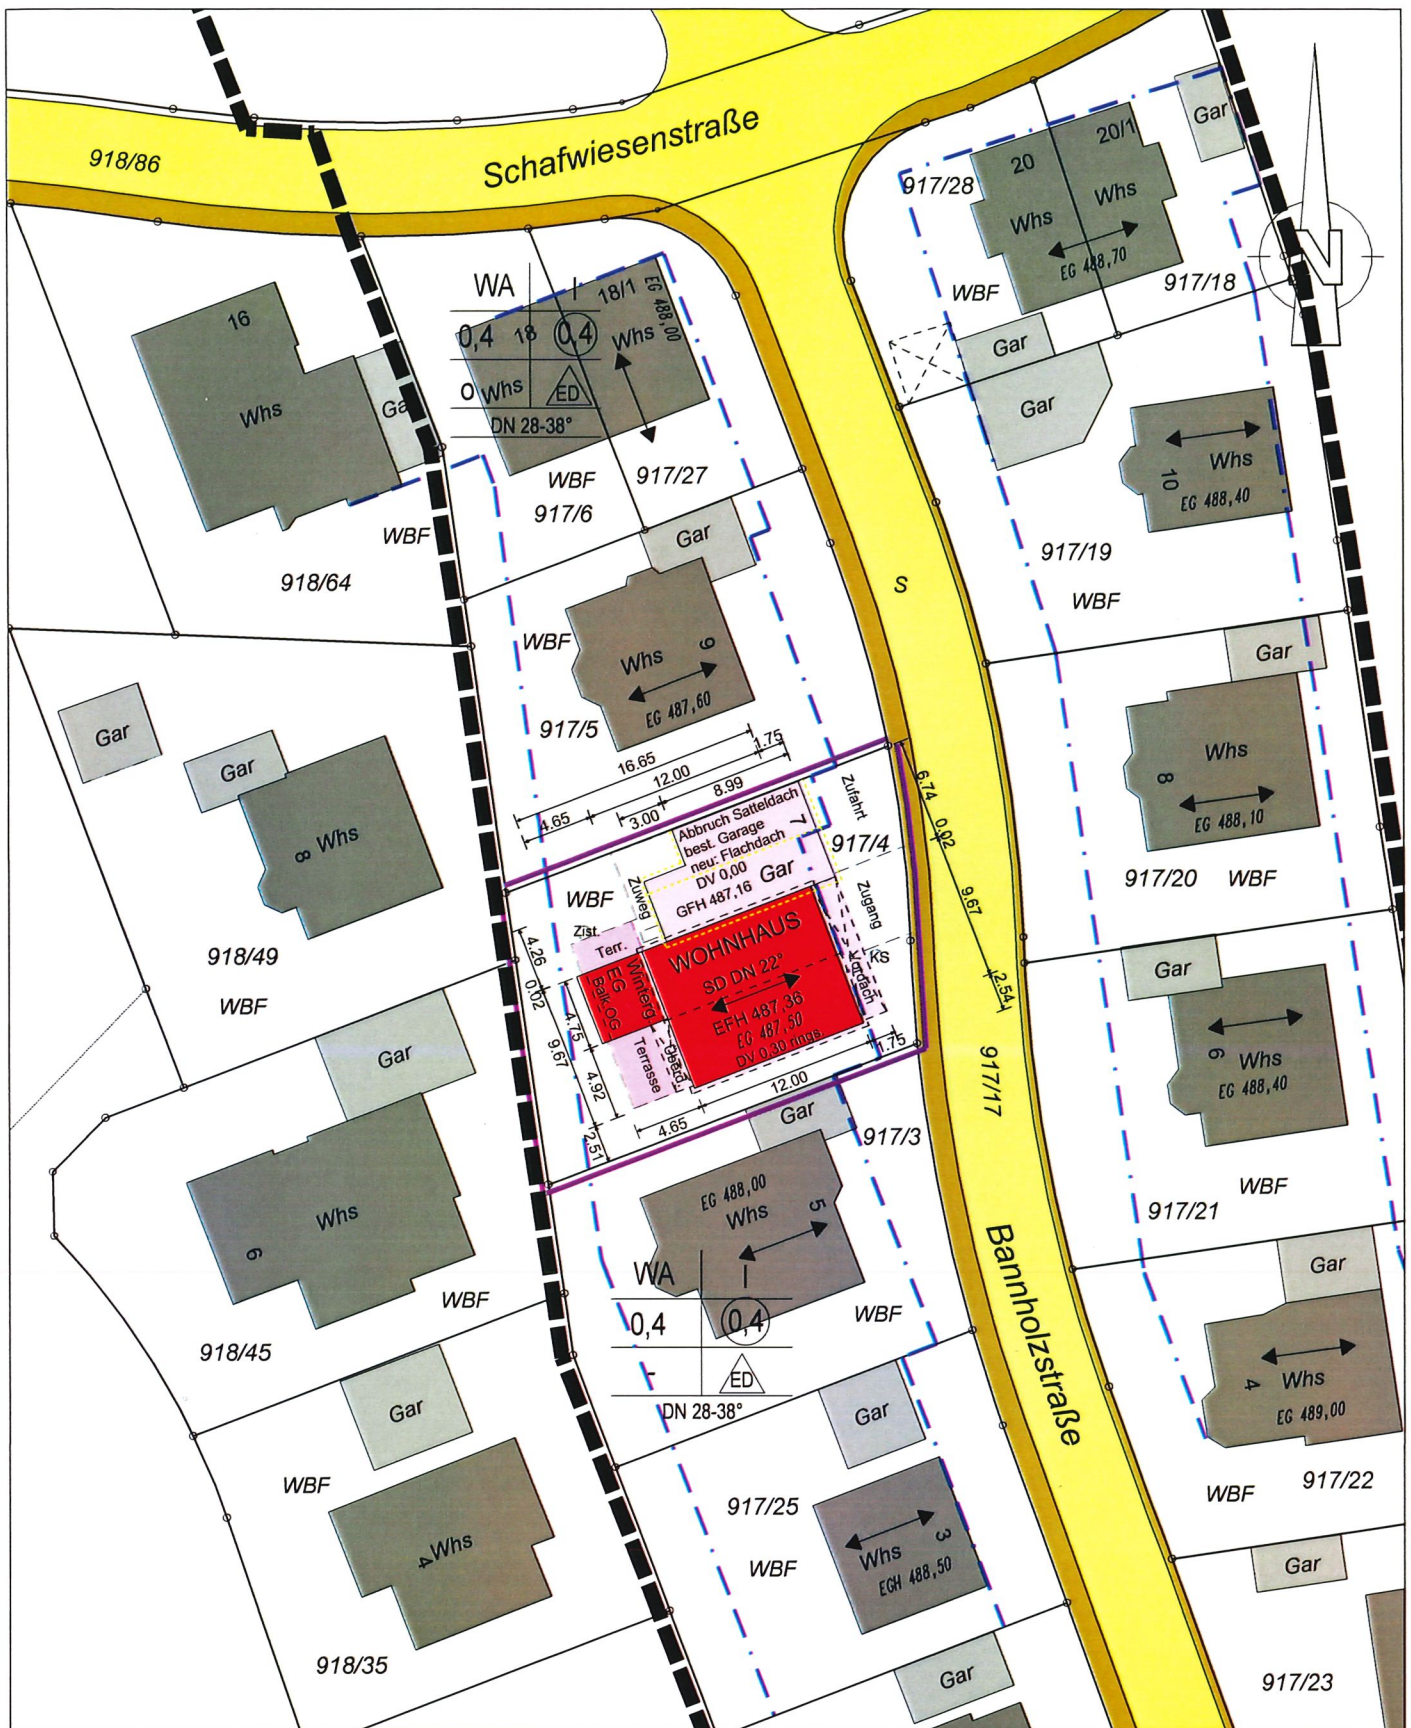 Schafwiesenstraße
918/86
Gar
20/1
20
917/28
Whs
Whs
EG 488,70
N
WBF
917/18
WA
I
18/1
EG 488,00
0,4
18
0,4
Whs
o
Whs
ED
DN 28-38°
16
Whs
Gar
Gar
Gar
WBF
917/27
917/6
WBF
918/64
Whs
10
EG 488,40
917/19
WBF
Gar
S
WBF
Whs
9
EG 487,60
917/5
Gar
Gar
Gar
8
Whs
918/49
WBF
Gar
Whs
8
EG 488,10
917/20
WBF
16.65
1.75
12.00
8.99
4.65
3.00
Zufahrt
Abbruch Satteldach
best. Garage
neu: Flachdach
DV 0,00
GFH 487,16
Gar
7
917/4
6.74
0.02
9.67
2.54
WBF
Zuweg
Zugang
KS
Vordach
Zist.
Terr.
Winterg.
EG
Balk.OG
WOHNHAUS
SD DN 22°
EFH 487,36
EG 487,50
DV 0,30 rings.
Terrasse
4.26
0.02
9.67
4.75
4.92
2.51
1.75
12.00
4.65
Gar
917/3
917/17
Gar
6
Whs
EG 488,40
917/21
WBF
Gar
Whs
6
WBF
918/45
EG 488,00
Whs
5
WA
I
0,4
0,4
-
ED
DN 28-38°
WBF
Bannholzstraße
Gar
4
Whs
EG 489,00
WBF
917/22
Gar
WBF
4
Whs
918/35
Gar
917/25
WBF
Whs
3
EGH 488,50
Gar
Gar
917/23